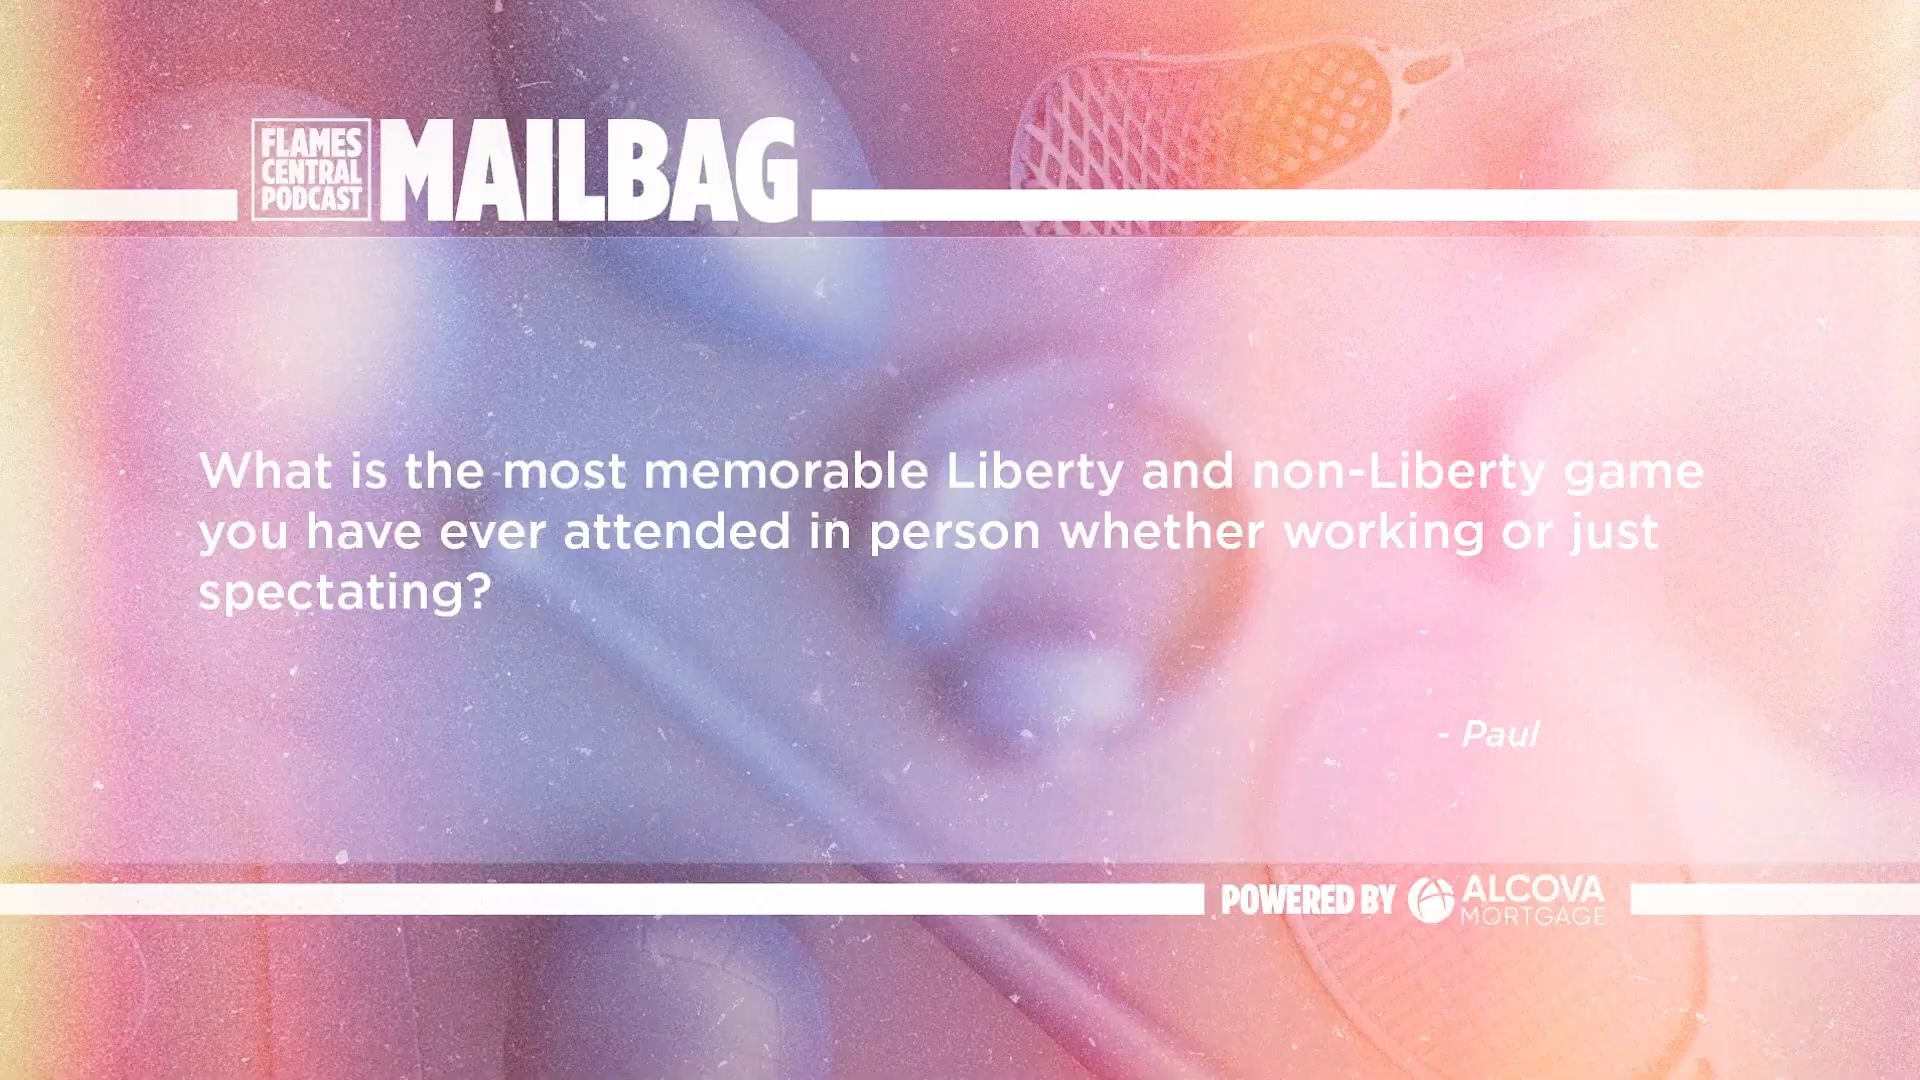 FLAMES
CENTRAL
PODCAST
MAILBAG
What is the most memorable Liberty and non-Liberty game
you have ever attended in person whether working or just
spectating?
- Paul
POWERED BY
ALCOVA
MORTGAGE